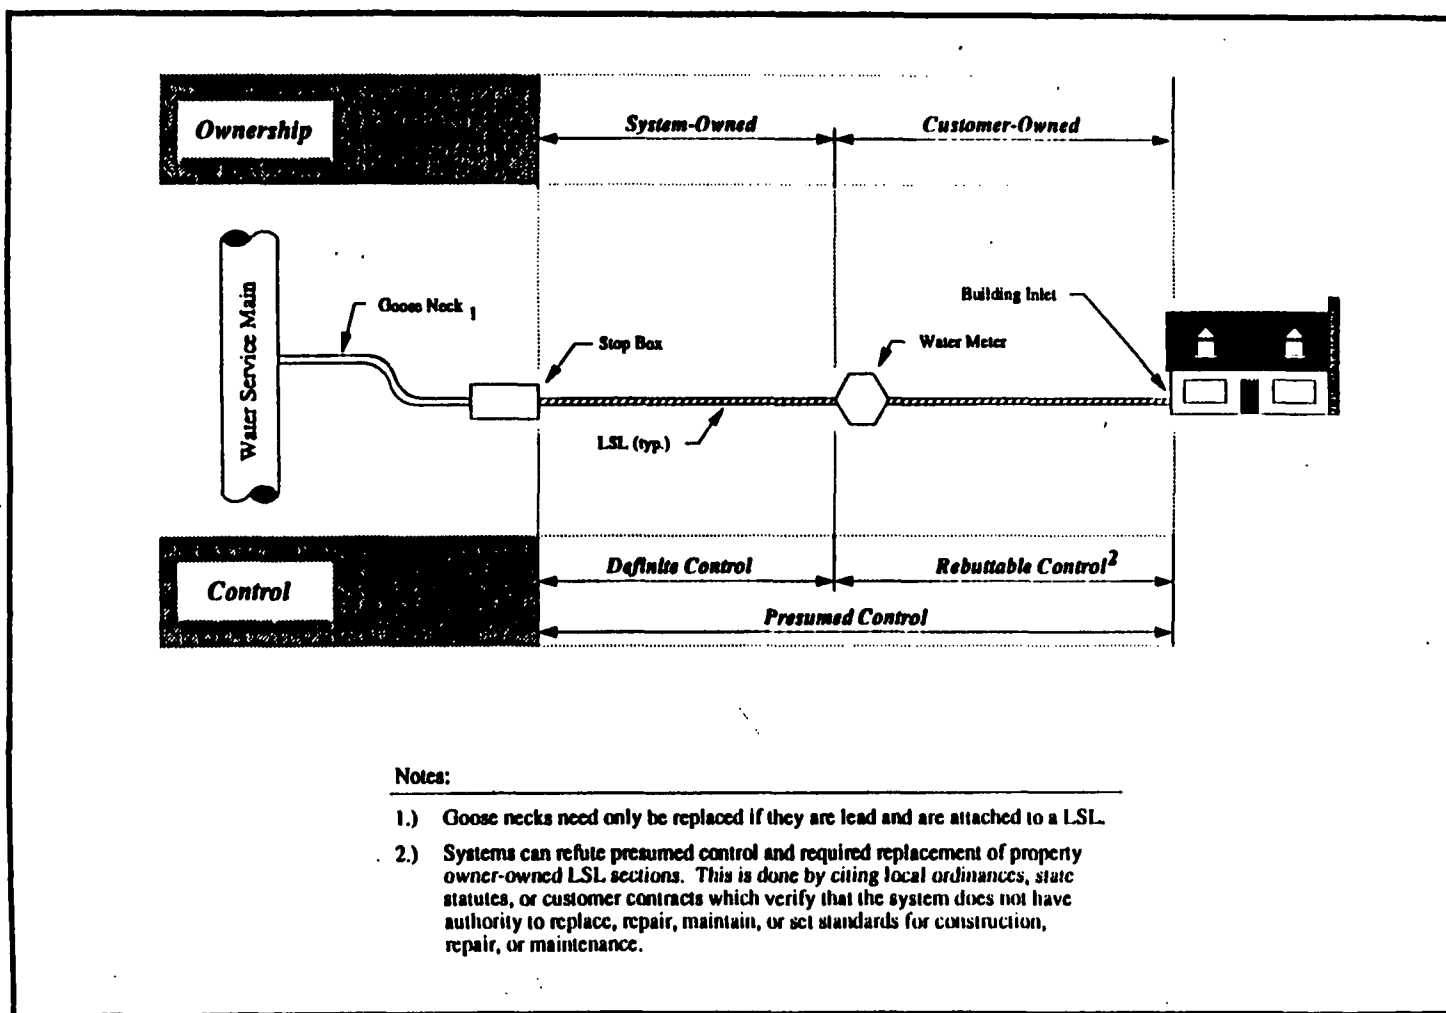 Ownership
System-Owned
Customer-Owned
Water Service Main
Goose Neck 1
Building Inlet
Stop Box
Water Meter
LSL (typ.)
Control
Definite Control
Rebuttable Control2
Presumed Control
Notes:
1.) Goose necks need only be replaced if they are lead and are attached to a LSL.
2.) Systems can refute presumed control and required replacement of property
owner-owned LSL sections. This is done by citing local ordinances, state
statutes, or customer contracts which verify that the system does not have
authority to replace, repair, maintain, or set standards for construction,
repair, or maintenance.